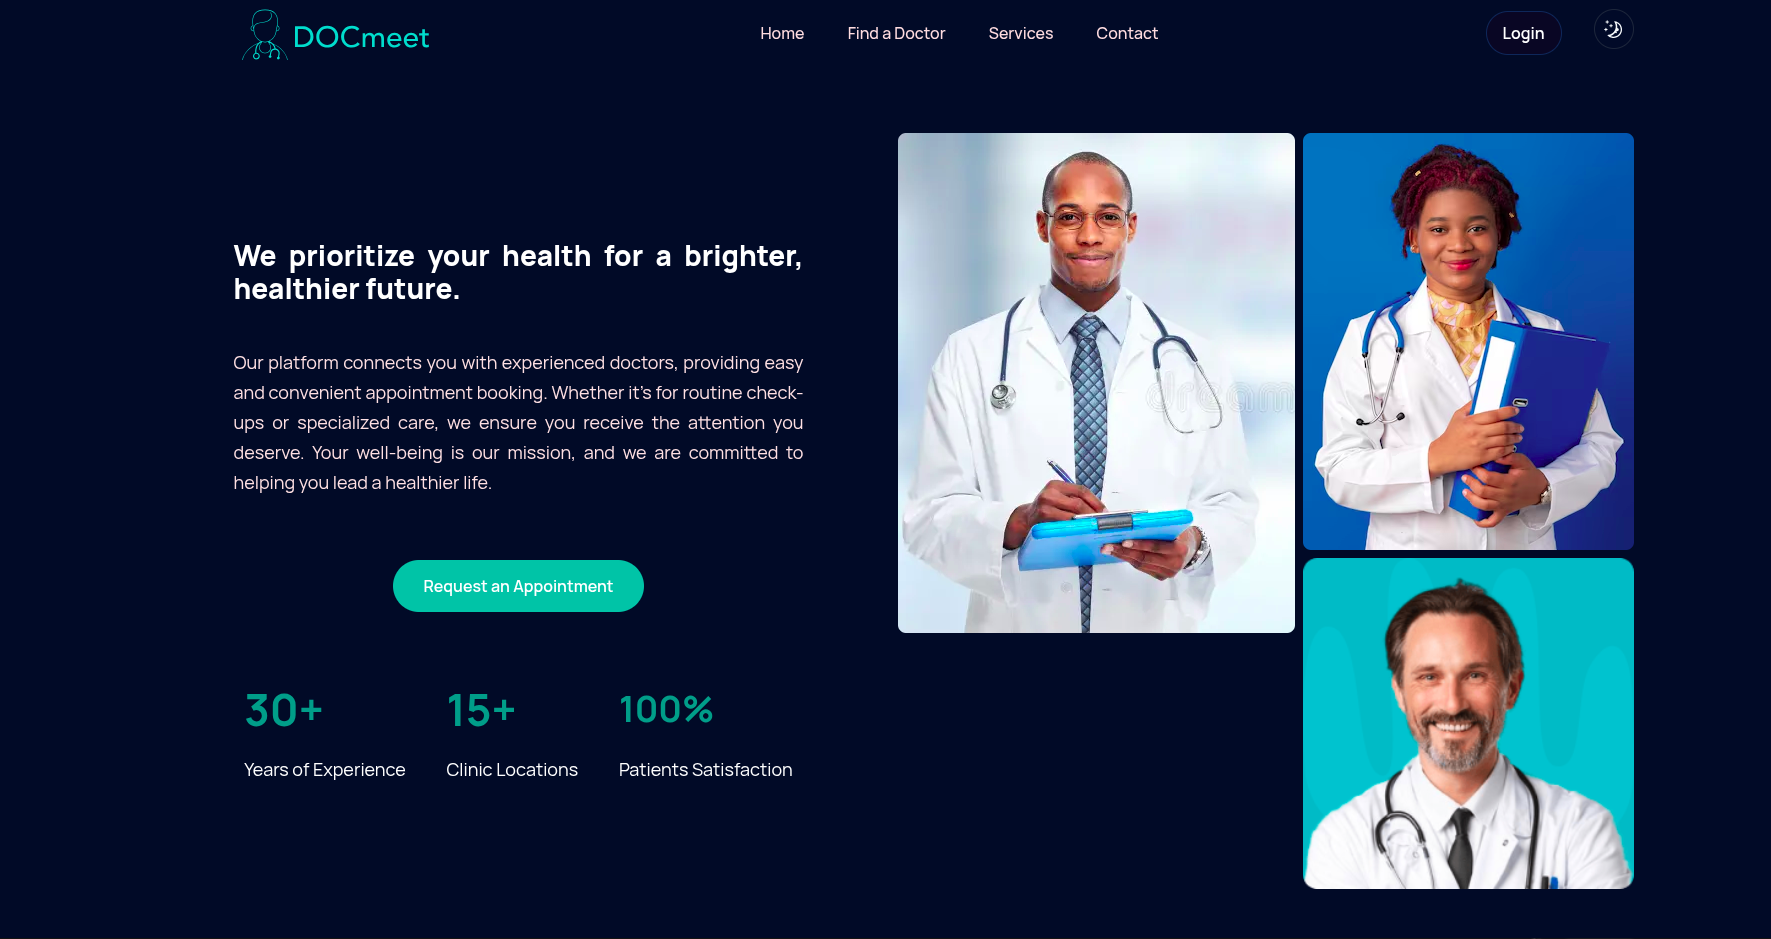 DOCmeet
Home
Find a Doctor
Services
Contact
Login
We prioritize your health for a brighter,
healthier future.
Our platform connects you with experienced doctors, providing easy
and convenient appointment booking. Whether it's for routine check-
ups or specialized care, we ensure you receive the attention you
deserve. Your well-being is our mission, and we are committed to
helping you lead a healthier life.
Request an Appointment
30+
Years of Experience
15+
Clinic Locations
100%
Patients Satisfaction
dream